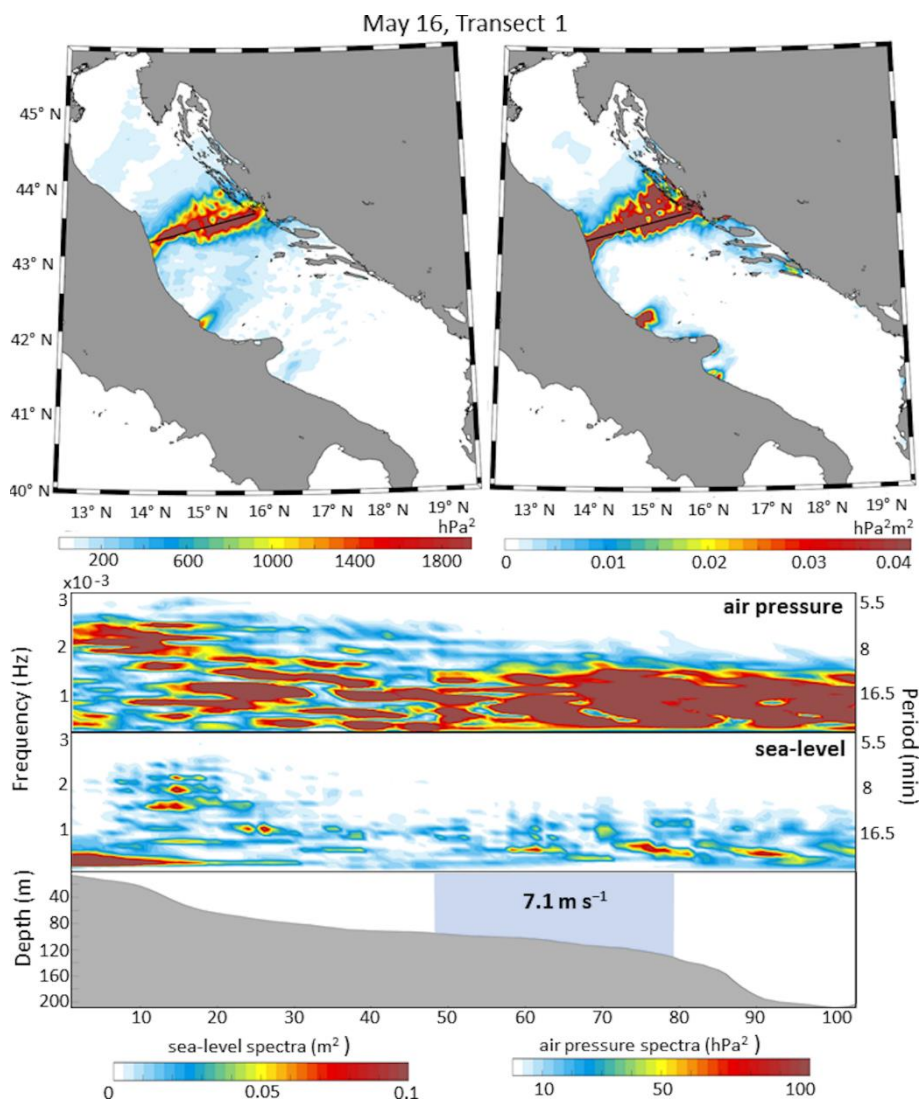 May 16, Transect 1
45° N
44° N
43° N
42° N
41° N
40° N
13° N 14° N 15° N 16° N 17° N 18° N 19° N
13° N 14° N 15° N 16° N 17° N 18° N 19° N
hPa²
200 600 1000 1400 1800
hPa²m²
0 0.01 0.02 0.03 0.04
x10⁻³
air pressure
3
2
1
5.5
8
16.5
sea-level
3
2
1
5.5
8
16.5
Frequency (Hz)
Period (min)
7.1 m s⁻¹
Depth (m)
40
80
120
160
200
10 20 30 40 50 60 70 80 90 100
sea-level spectra (m²)
0 0.05 0.1
air pressure spectra (hPa²)
10 50 100